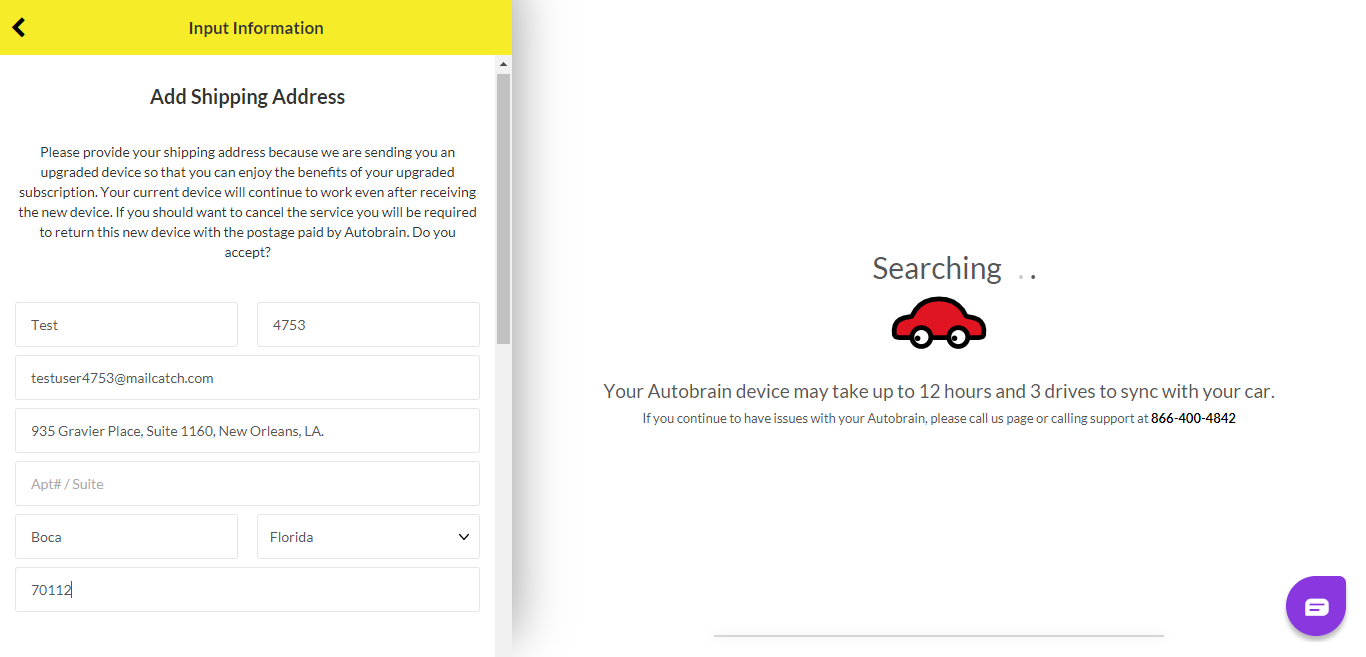 Input Information
Add Shipping Address
Please provide your shipping address because we are sending you an
upgraded device so that you can enjoy the benefits of your upgraded
subscription. Your current device will continue to work even after receiving
the new device. If you should want to cancel the service you will be required
to return this new device with the postage paid by Autobrain. Do you
accept?
Test
4753
testuser4753@mailcatch.com
935 Gravier Place, Suite 1160, New Orleans, LA.
Apt# / Suite
Boca
Florida
70112
Searching . .
Your Autobrain device may take up to 12 hours and 3 drives to sync with your car.
If you continue to have issues with your Autobrain, please call us page or calling support at 866-400-4842